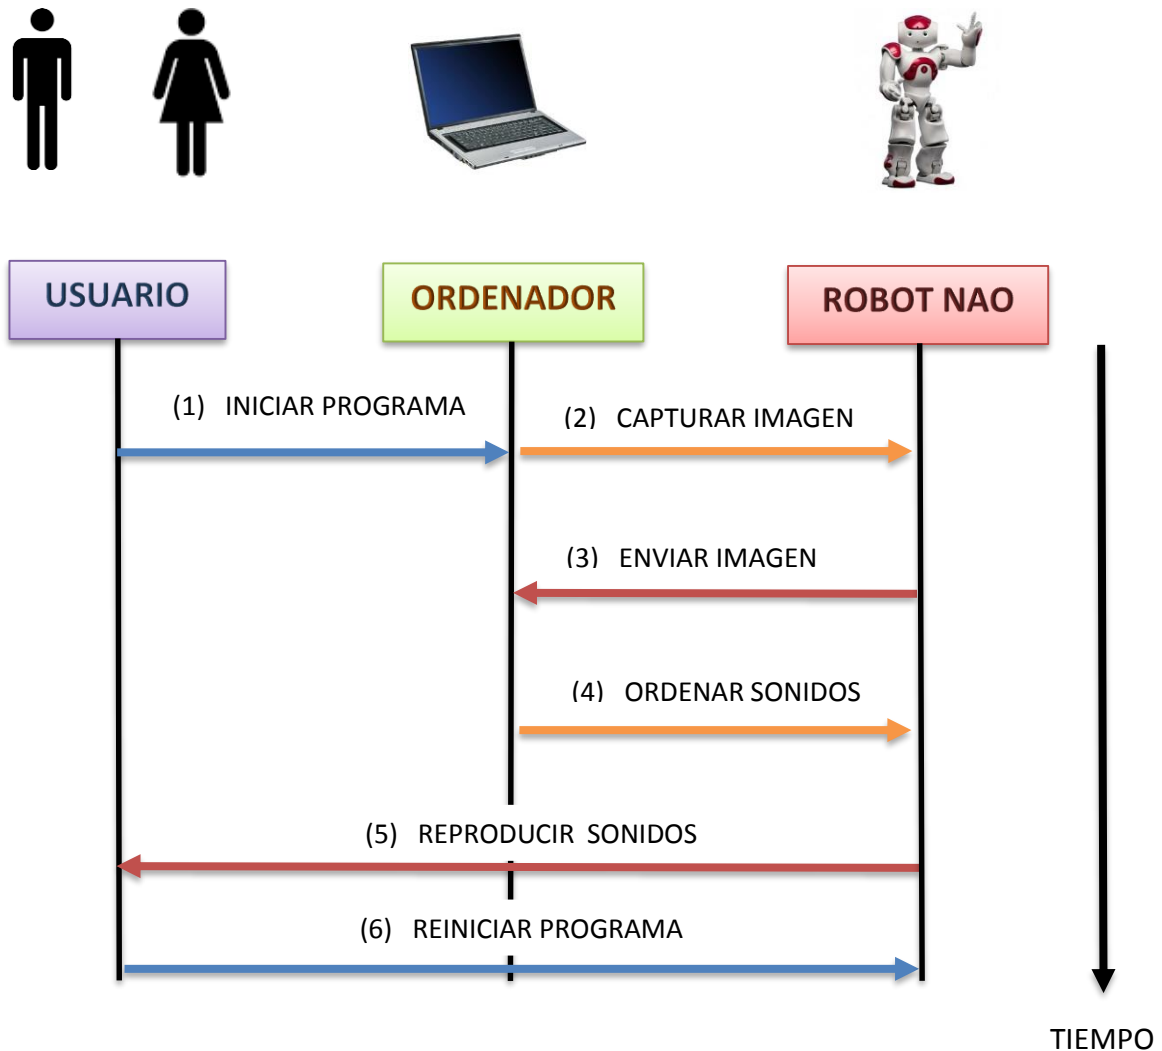 USUARIO
ORDENADOR
ROBOT NAO
(1) INICIAR PROGRAMA
(2) CAPTURAR IMAGEN
(3) ENVIAR IMAGEN
(4) ORDENAR SONIDOS
(5) REPRODUCIR SONIDOS
(6) REINICIAR PROGRAMA
TIEMPO